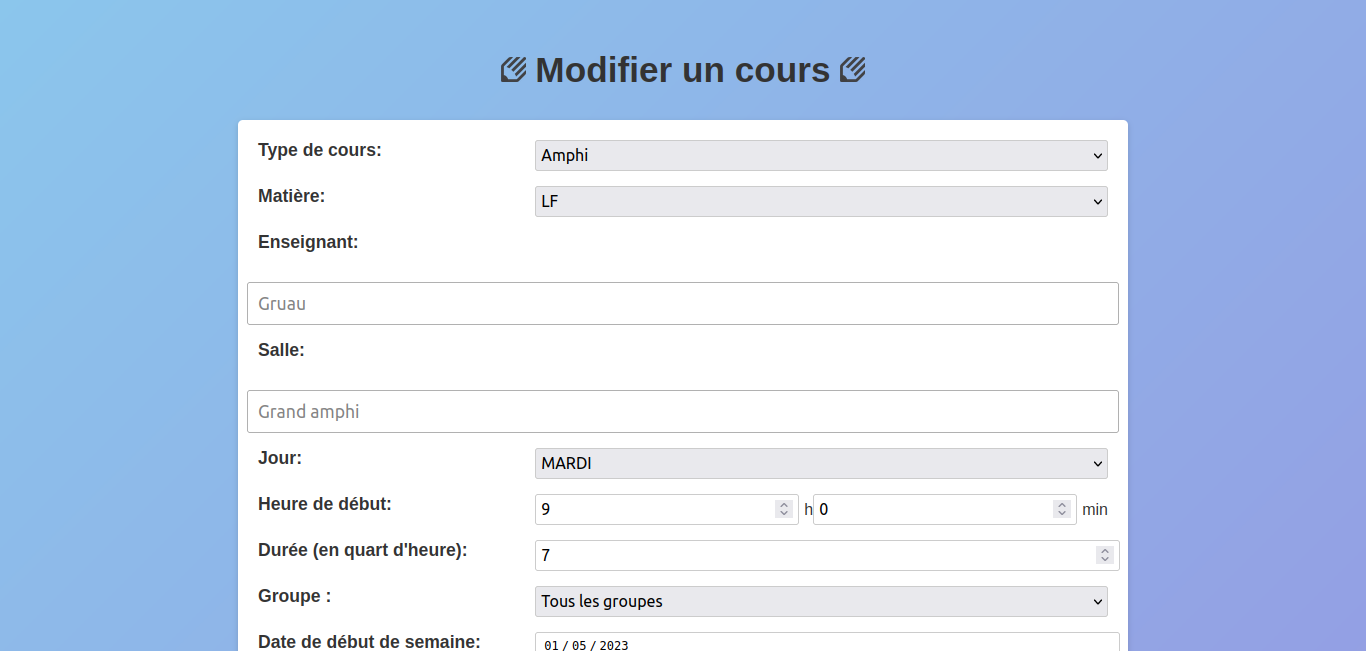 Modifier un cours
Type de cours: Amphi
Matière: LF
Enseignant:
Gruau
Salle:
Grand amphi
Jour: MARDI
Heure de début: 9 h 0 min
Durée (en quart d'heure): 7
Groupe : Tous les groupes
Date de début de semaine: 01 / 05 / 2023